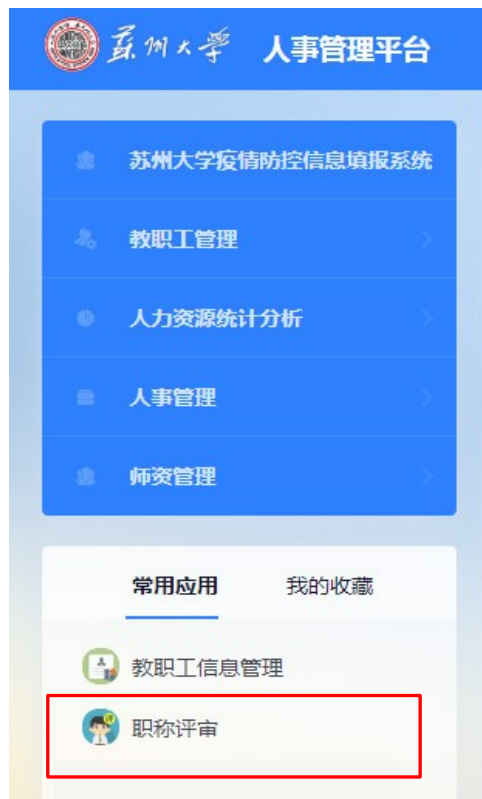 蘇州大學 人事管理平台
苏州大学疫情防控信息填报系统
教职工管理
人力资源统计分析
人事管理
师资管理
常用应用 我的收藏
教职工信息管理
职称评审